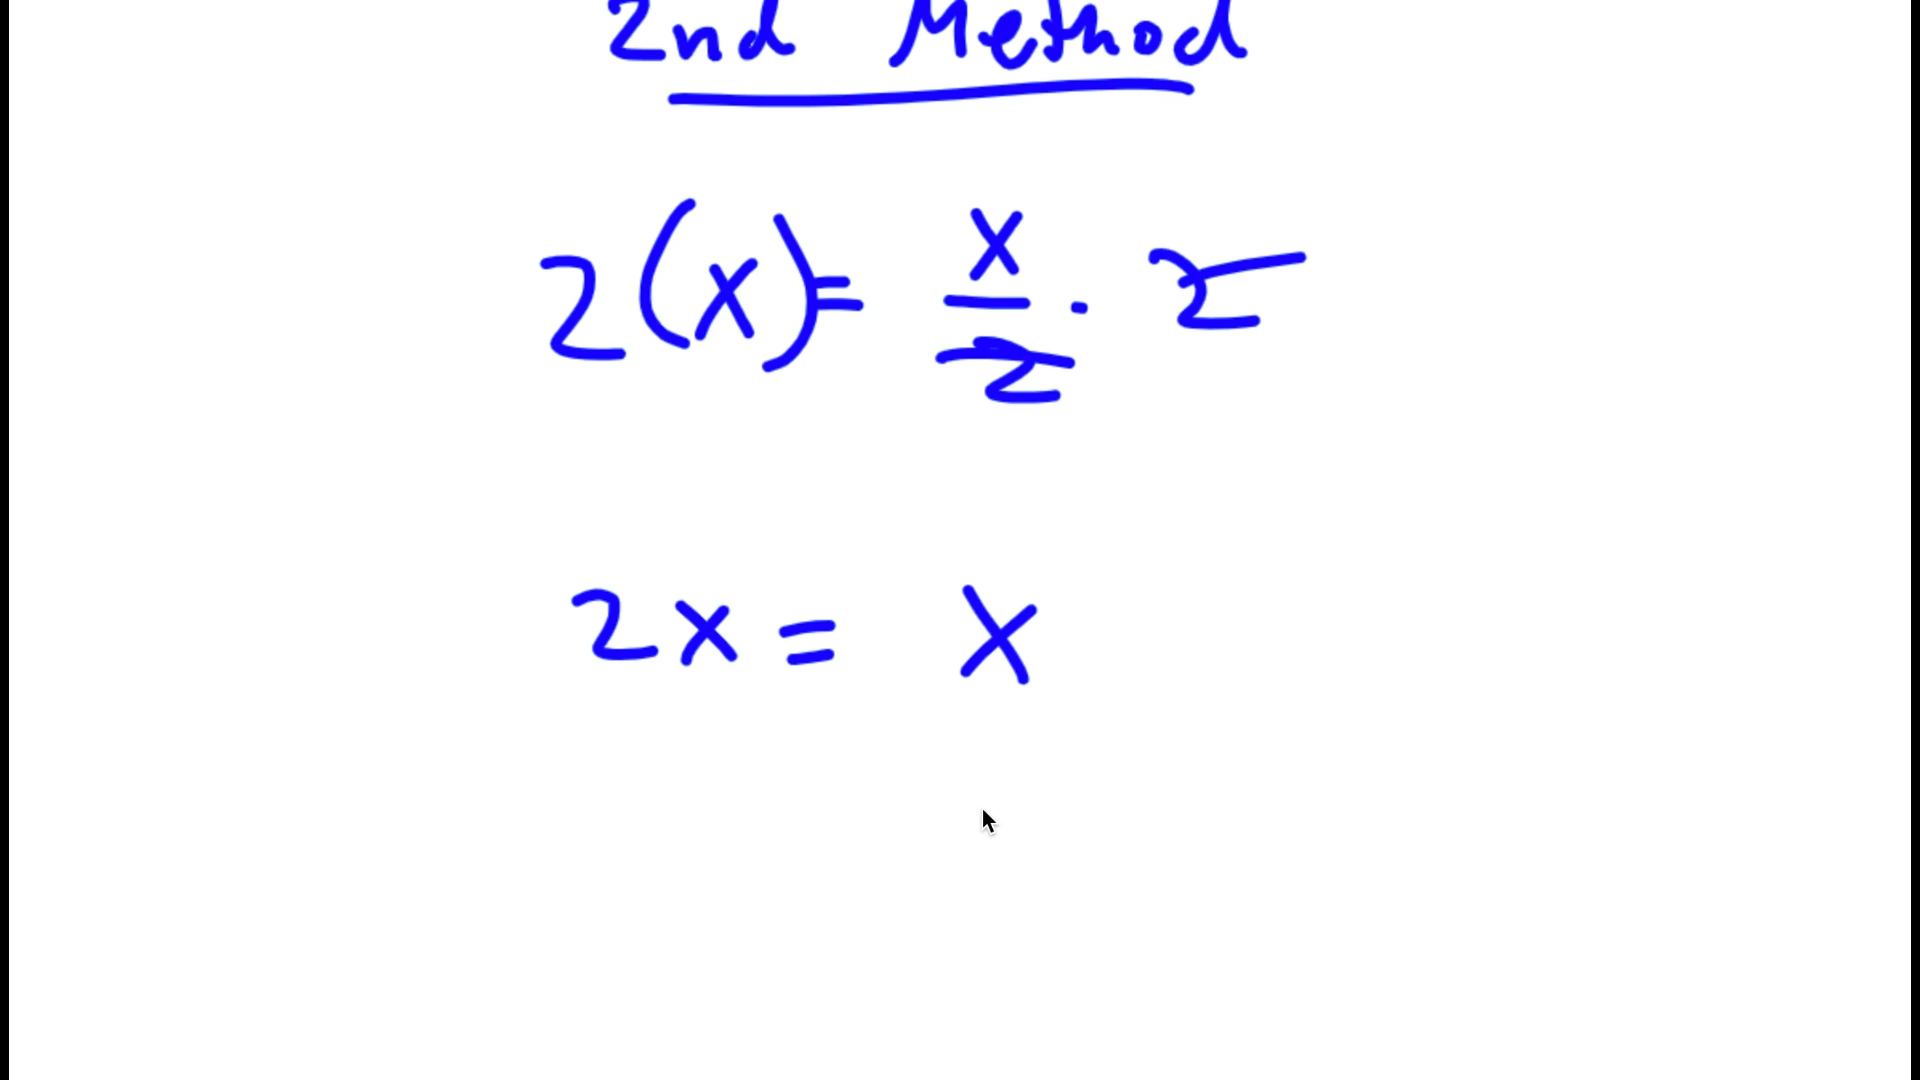 2nd Method
2(x) = x/2 · 2
2x = x